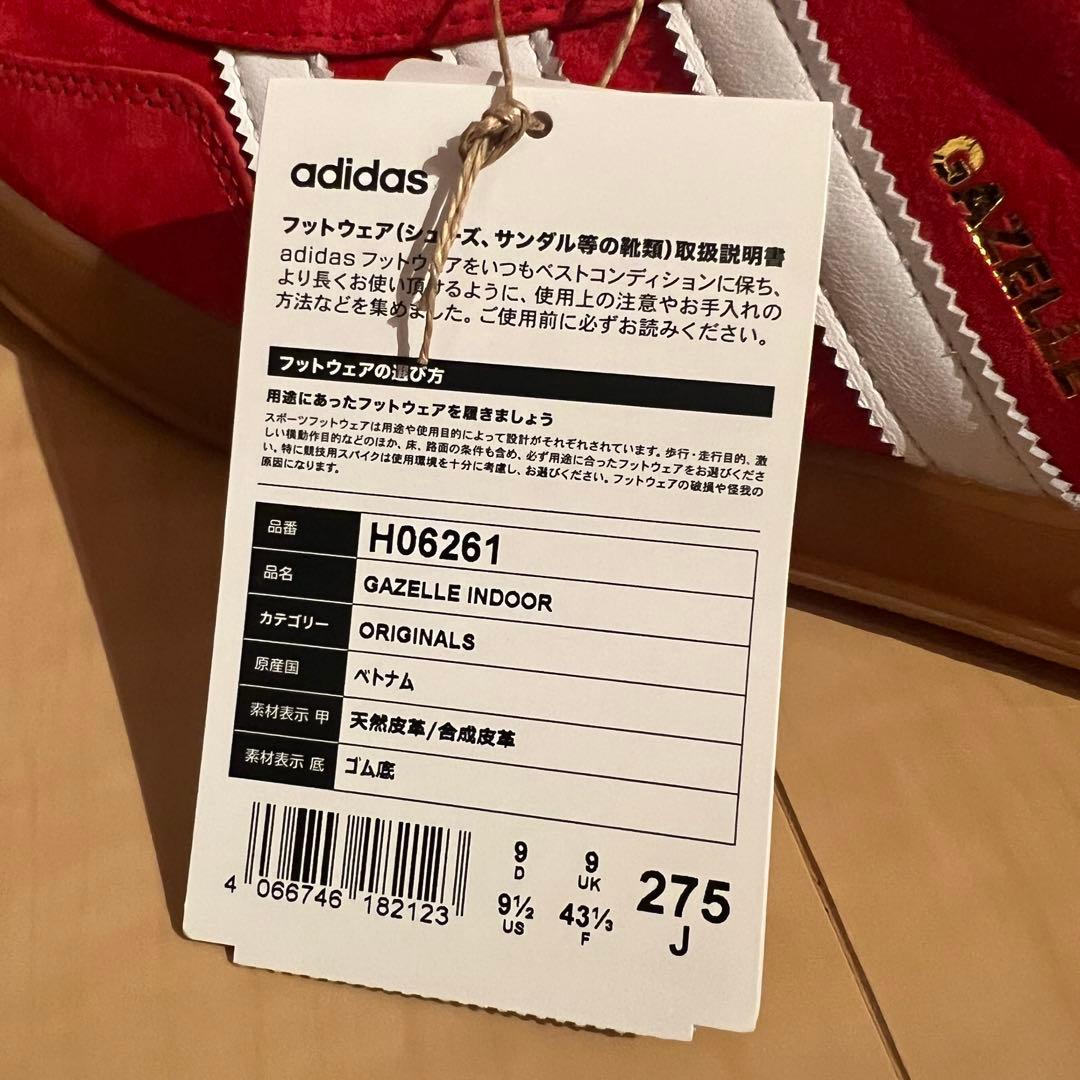 adidas
フットウェア(シューズ、サンダル等の靴類)取扱説明書
adidas フットウェアをいつもベストコンディションに保ち、
より長くお使い頂けるように、使用上の注意やお手入れの
方法などを集めました。ご使用前に必ずお読みください。
フットウェアの選び方
用途にあったフットウェアを履きましょう
スポーツフットウェアは用途や使用目的によって設計がそれぞれされています。歩行・走行目的、激
しい横動作目的などのほか、床、路面の条件も含め、必ず用途に合ったフットウェアをお選びくださ
い。特に競技用スパイクは使用環境を十分に考慮し、お選びください。フットウェアの破損や怪我の
原因になります。
品番 H06261
品名 GAZELLE INDOOR
カテゴリー ORIGINALS
原産国 ベトナム
素材表示 甲 天然皮革/合成皮革
素材表示 底 ゴム底
4 066746 182123
9 D
9 UK
9½ US
43⅓ F
275 J
GAZELLE